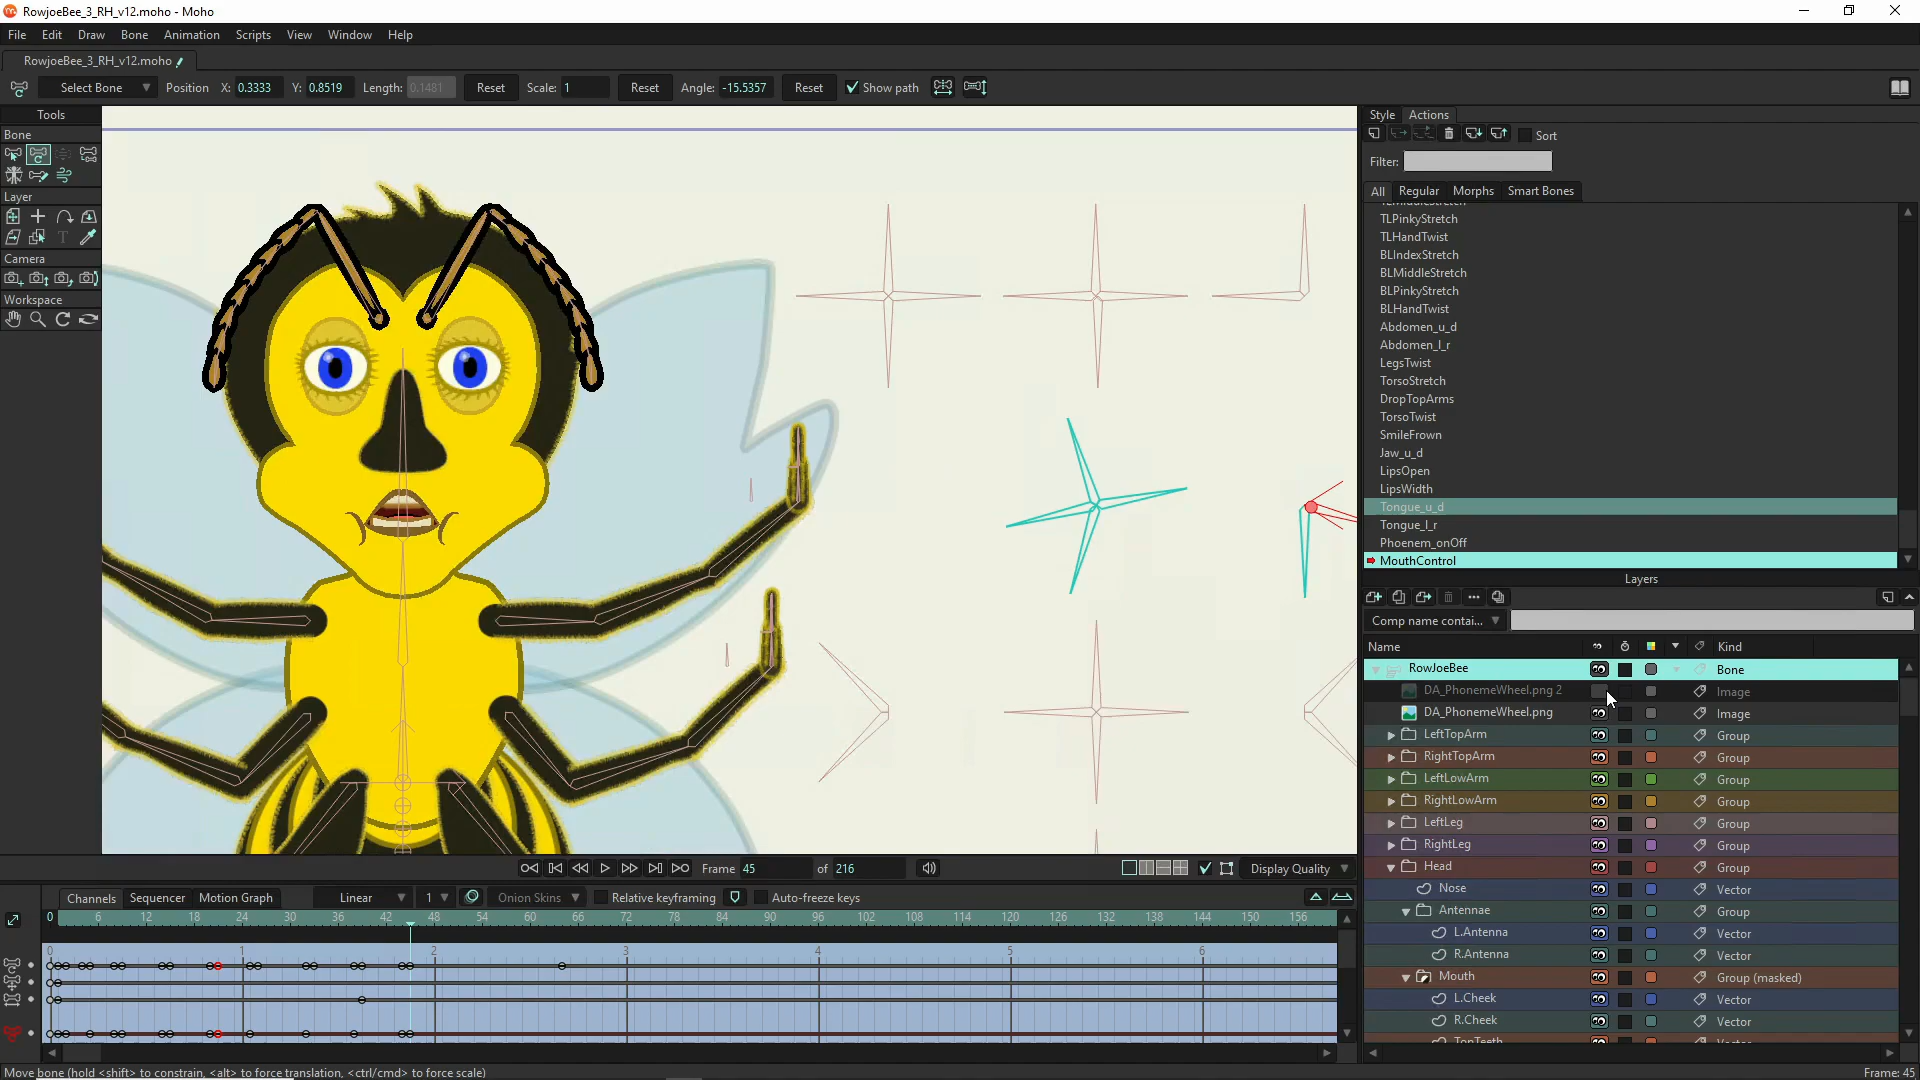 RowjoeBee_3_RH_v12.moho - Moho
File Edit Draw Bone Animation Scripts View Window Help
RowjoeBee_3_RH_v12.moho
Select Bone Position X: 0.3333 Y: 0.8519 Length: 0.1481 Reset Scale: 1 Reset Angle: -15.5357 Reset Show path
Tools
Bone
Layer
Camera
Workspace
Style Actions
Sort
Filter:
All Regular Morphs Smart Bones
TLPinkyStretch
TLHandTwist
BLIndexStretch
BLMiddleStretch
BLPinkyStretch
BLHandTwist
Abdomen_u_d
Abdomen_l_r
LegsTwist
TorsoStretch
DropTopArms
TorsoTwist
SmileFrown
Jaw_u_d
LipsOpen
LipsWidth
Tongue_u_d
Tongue_l_r
Phoenem_onOff
MouthControl
Layers
Comp name contai...
Name Kind
RowJoeBee Bone
DA_PhonemeWheel.png 2 Image
DA_PhonemeWheel.png Image
LeftTopArm Group
RightTopArm Group
LeftLowArm Group
RightLowArm Group
LeftLeg Group
RightLeg Group
Head Group
Nose Vector
Antennae Group
L.Antenna Vector
R.Antenna Vector
Mouth Group (masked)
L.Cheek Vector
R.Cheek Vector
Frame 45 of 216 Display Quality
Channels Sequencer Motion Graph Linear 1 Onion Skins Relative keyframing Auto-freeze keys
0 6 12 18 24 30 36 42 48 54 60 66 72 78 84 90 96 102 108 114 120 126 132 138 144 150 156
0 1 2 3 4 5 6
Move bone (hold <shift> to constrain, <alt> to force translation, <ctrl/cmd> to force scale) Frame: 45